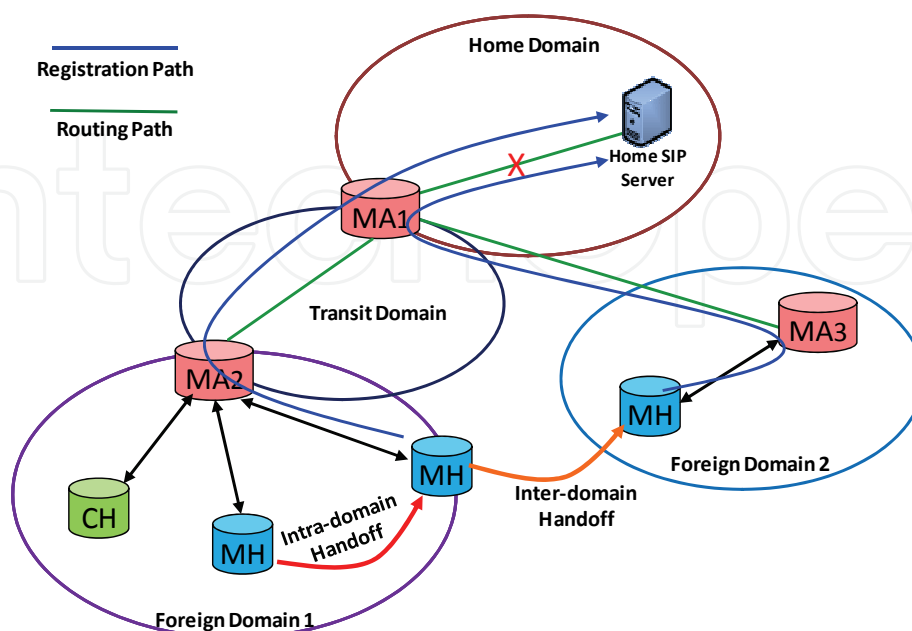 Home Domain
Registration Path
Routing Path
Home SIP
Server
X
MA1
Transit Domain
MA3
MA2
MH
MH
Foreign Domain 2
Inter-domain
Handoff
CH
MH
Intra-domain
Handoff
Foreign Domain 1